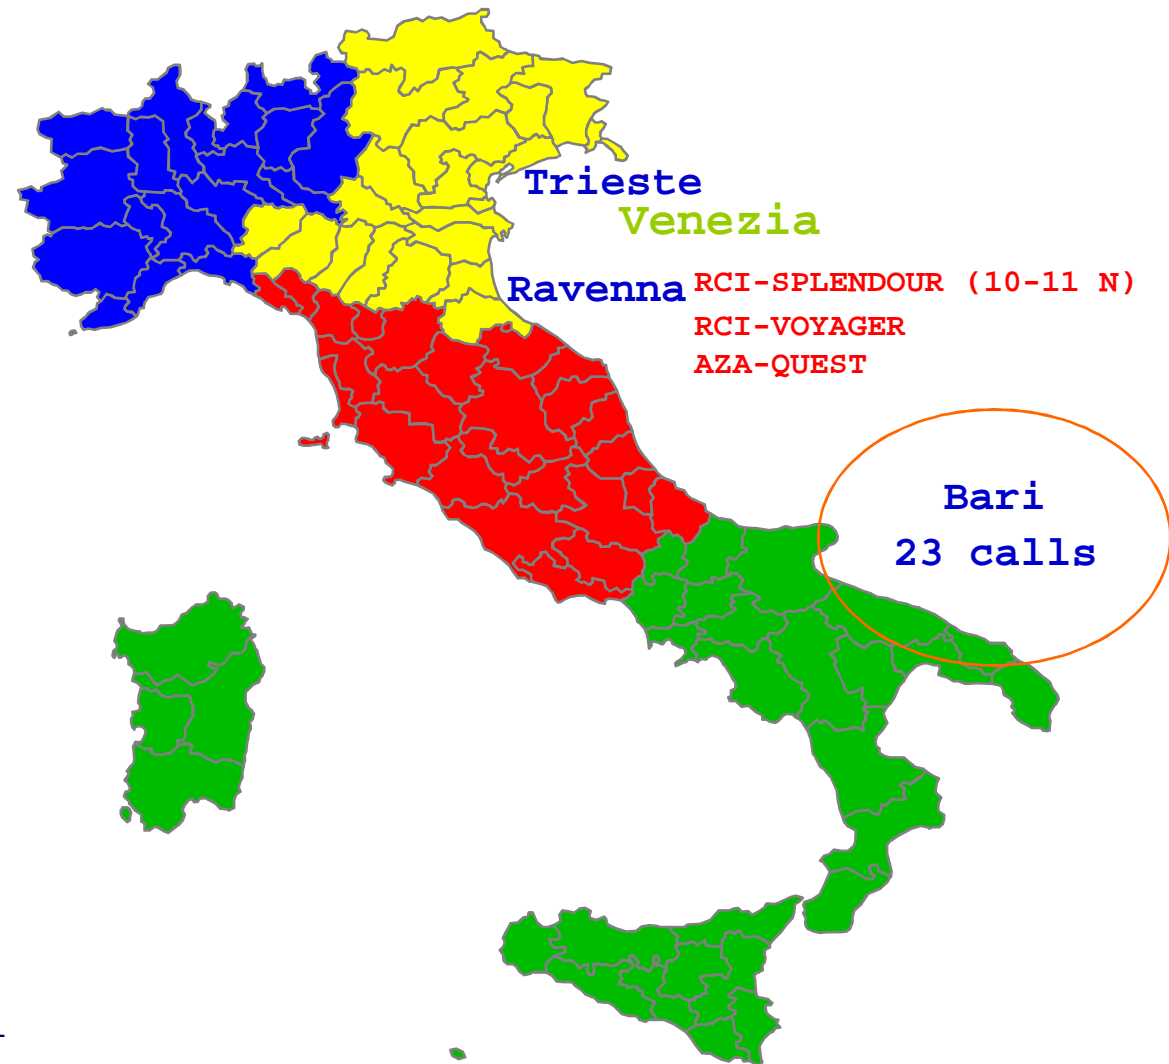 Trieste
Venezia
Ravenna RCI-SPLENDOUR (10-11 N)
RCI-VOYAGER
AZA-QUEST
Bari
23 calls